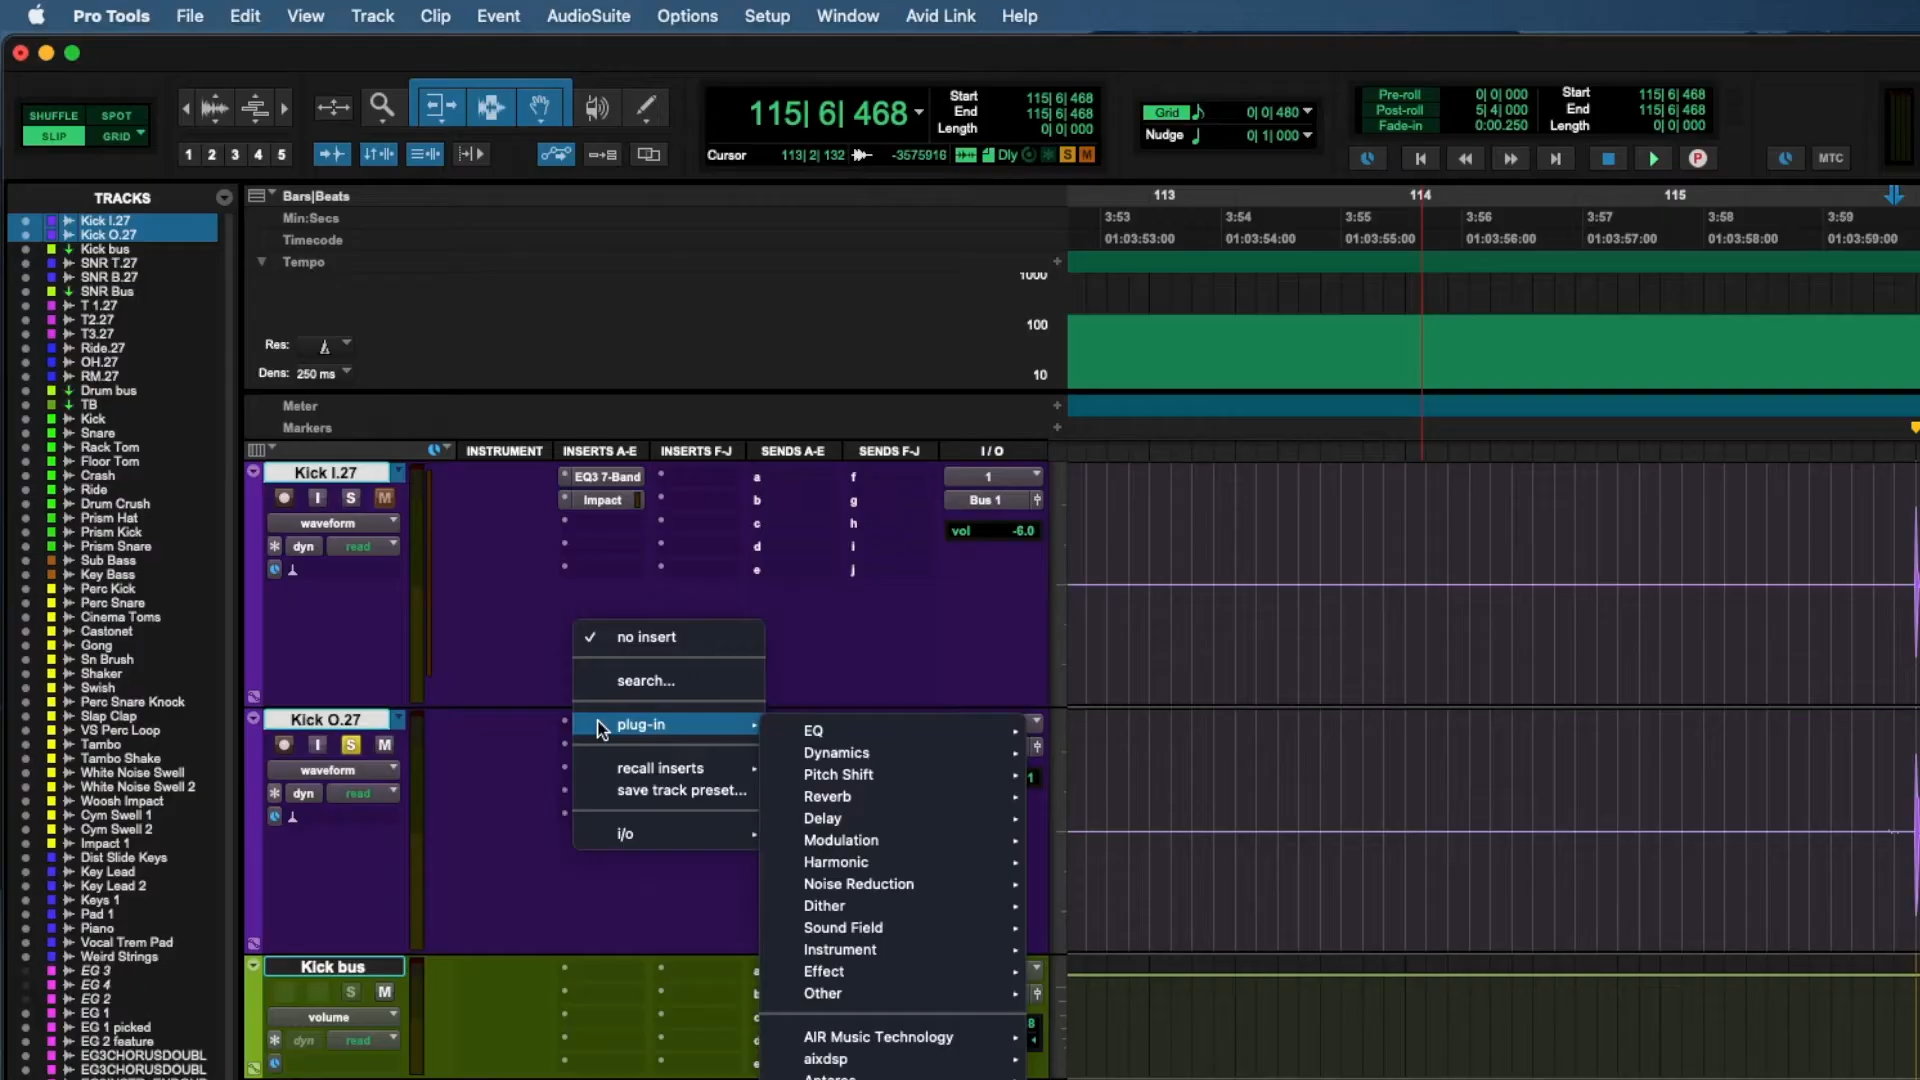 Pro Tools File Edit View Track Clip Event AudioSuite Options Setup Window Avid Link Help
SHUFFLE SPOT
SLIP GRID
1 2 3 4 5
115| 6| 468
Start 115| 6| 468
End 115| 6| 468
Length 0| 0| 000
Cursor 113| 2| 132 -3575916 Dly S M
Grid 0| 0| 480
Nudge 0| 1| 000
Pre-roll 0| 0| 000
Post-roll 5| 4| 000
Fade-in 0:00.250
Start 115| 6| 468
End 115| 6| 468
Length 0| 0| 000
P MTC
TRACKS
Kick I.27
Kick O.27
Kick bus
SNR T.27
SNR B.27
SNR Bus
T 1.27
T2.27
T3.27
Ride.27
OH.27
RM.27
Drum bus
TB
Kick
Snare
Rack Tom
Floor Tom
Crash
Ride
Drum Crush
Prism Hat
Prism Kick
Prism Snare
Sub Bass
Key Bass
Perc Kick
Perc Snare
Cinema Toms
Castonet
Gong
Sn Brush
Shaker
Swish
Perc Snare Knock
Slap Clap
VS Perc Loop
Tambo
Tambo Shake
White Noise Swell
White Noise Swell 2
Woosh Impact
Cym Swell 1
Cym Swell 2
Impact 1
Dist Slide Keys
Key Lead
Key Lead 2
Keys 1
Pad 1
Piano
Vocal Trem Pad
Weird Strings
EG 3
EG 4
EG 2
EG 1
EG 1 picked
EG 2 feature
EG3CHORUSDOUBL
EG3CHORUSDOUBL
Bars|Beats
Min:Secs
Timecode
Tempo
113 114 115
3:53 3:54 3:55 3:56 3:57 3:58 3:59
01:03:53:00 01:03:54:00 01:03:55:00 01:03:56:00 01:03:57:00 01:03:58:00 01:03:59:00
1000
100
10
Res:
Dens: 250 ms
Meter
Markers
INSTRUMENT INSERTS A-E INSERTS F-J SENDS A-E SENDS F-J I / O
Kick I.27
I S M
waveform
dyn read
EQ3 7-Band
Impact
a f
b g
c h
d i
e j
1
Bus 1
vol -6.0
Kick O.27
I S M
waveform
dyn read
1
no insert
search...
plug-in
recall inserts
save track preset...
i/o
EQ
Dynamics
Pitch Shift
Reverb
Delay
Modulation
Harmonic
Noise Reduction
Dither
Sound Field
Instrument
Effect
Other
AIR Music Technology
aixdsp
Kick bus
S M
volume
dyn read
8